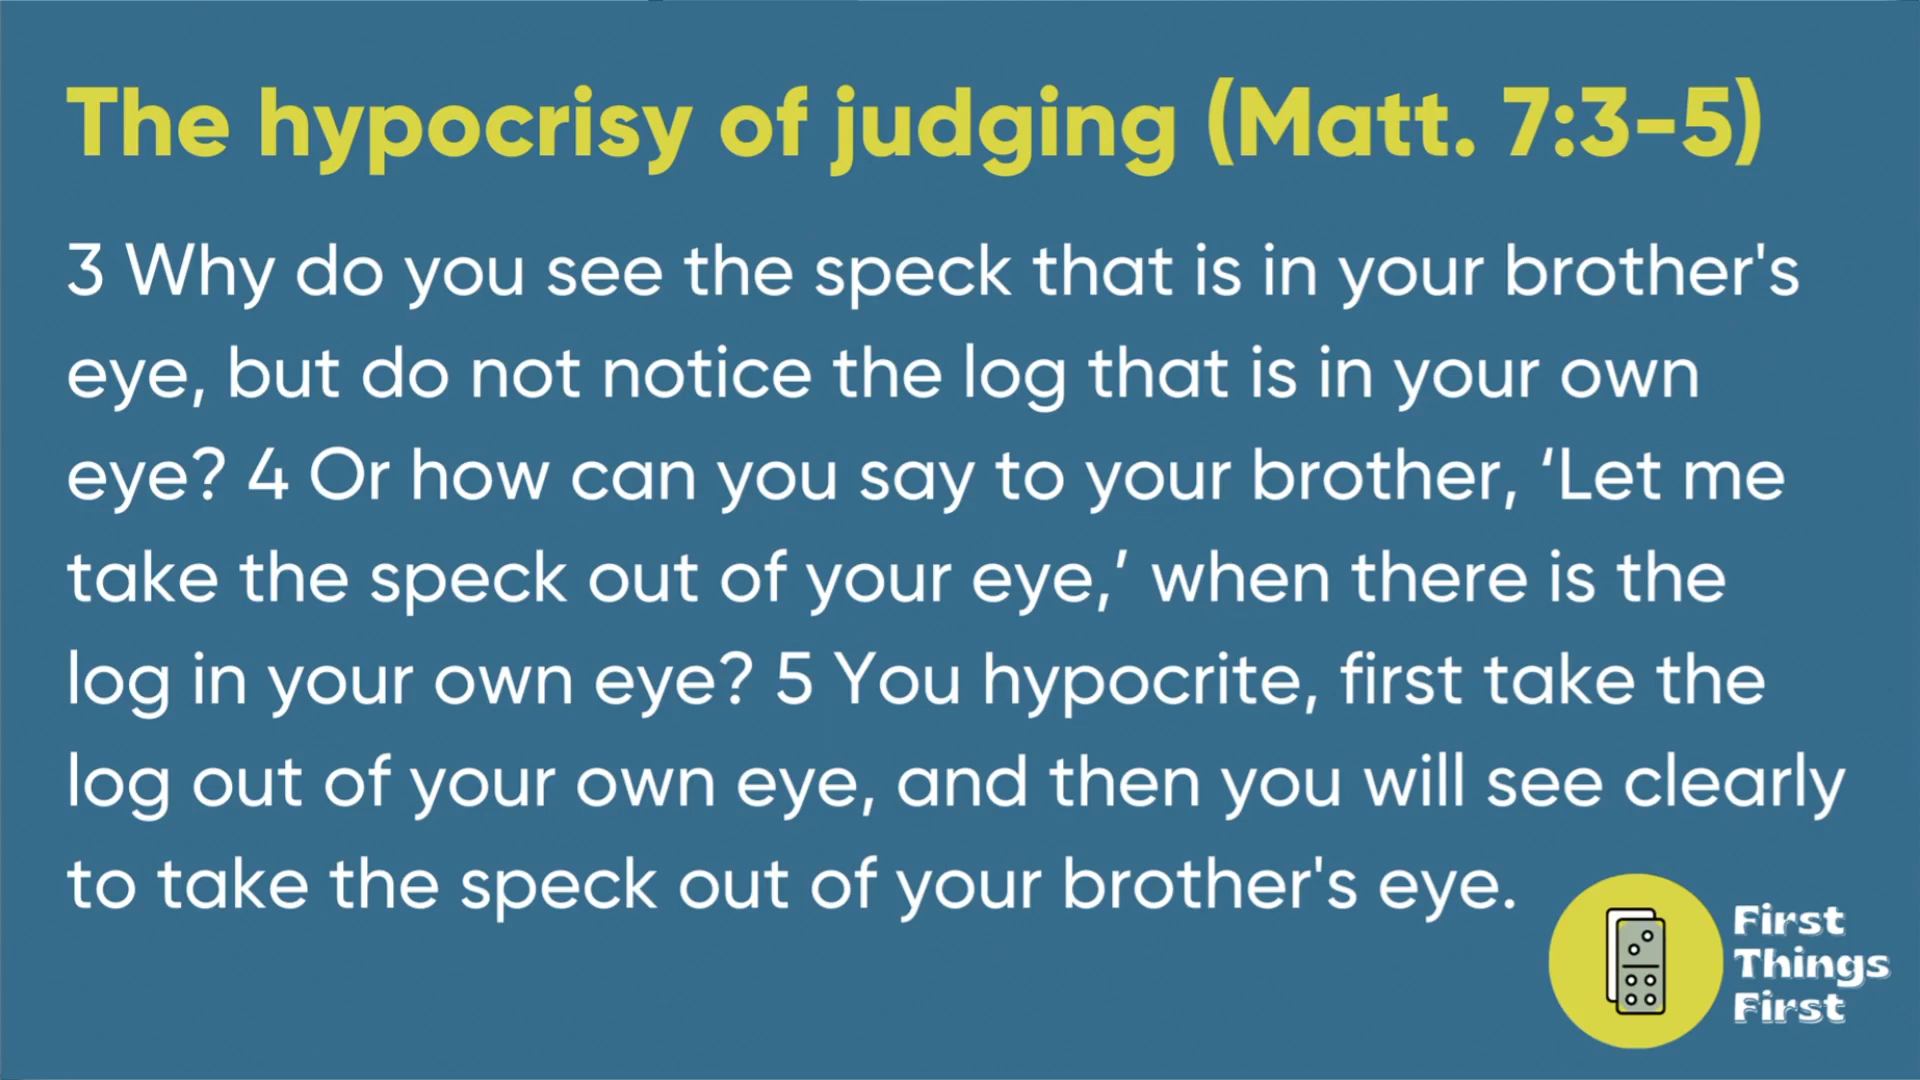 The hypocrisy of judging (Matt. 7:3-5)
3 Why do you see the speck that is in your brother's
eye, but do not notice the log that is in your own
eye? 4 Or how can you say to your brother, ‘Let me
take the speck out of your eye,’ when there is the
log in your own eye? 5 You hypocrite, first take the
log out of your own eye, and then you will see clearly
to take the speck out of your brother's eye.
First
Things
First